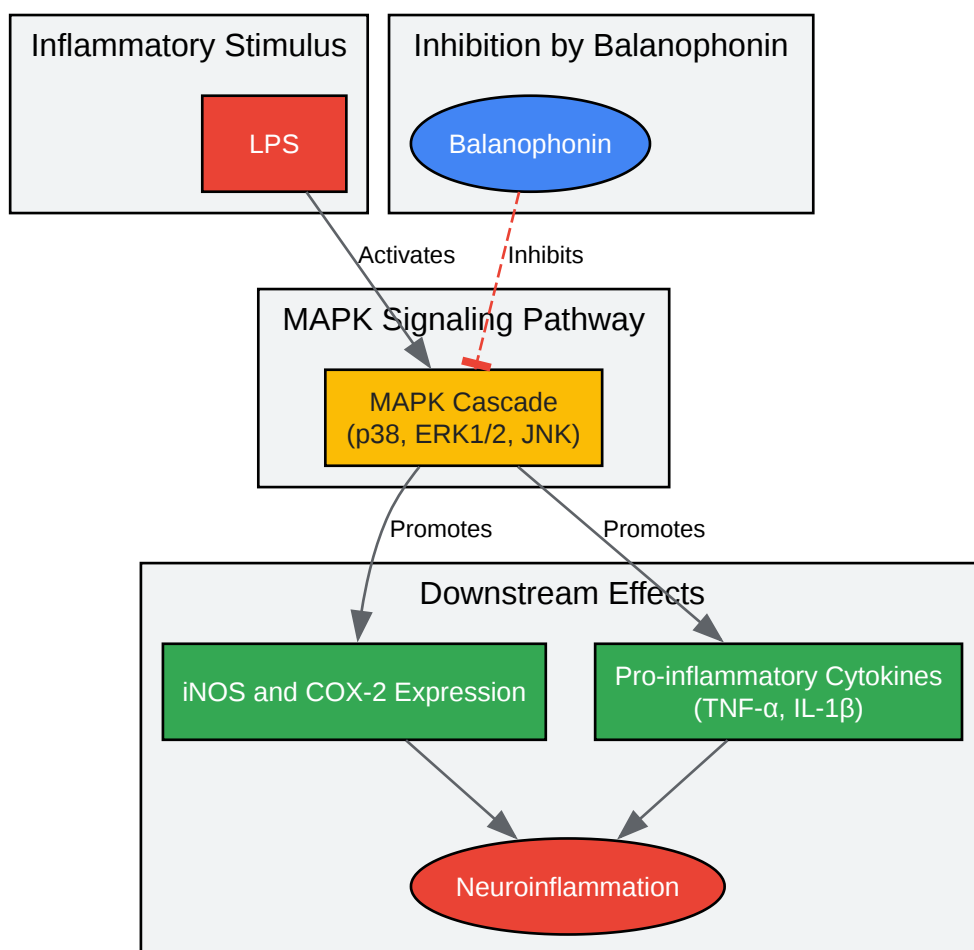 Inflammatory Stimulus
Inhibition by Balanophonin
LPS
Balanophonin
Activates
Inhibits
MAPK Signaling Pathway
MAPK Cascade
(p38, ERK1/2, JNK)
Promotes
Promotes
Downstream Effects
iNOS and COX-2 Expression
Pro-inflammatory Cytokines
(TNF-α, IL-1β)
Neuroinflammation